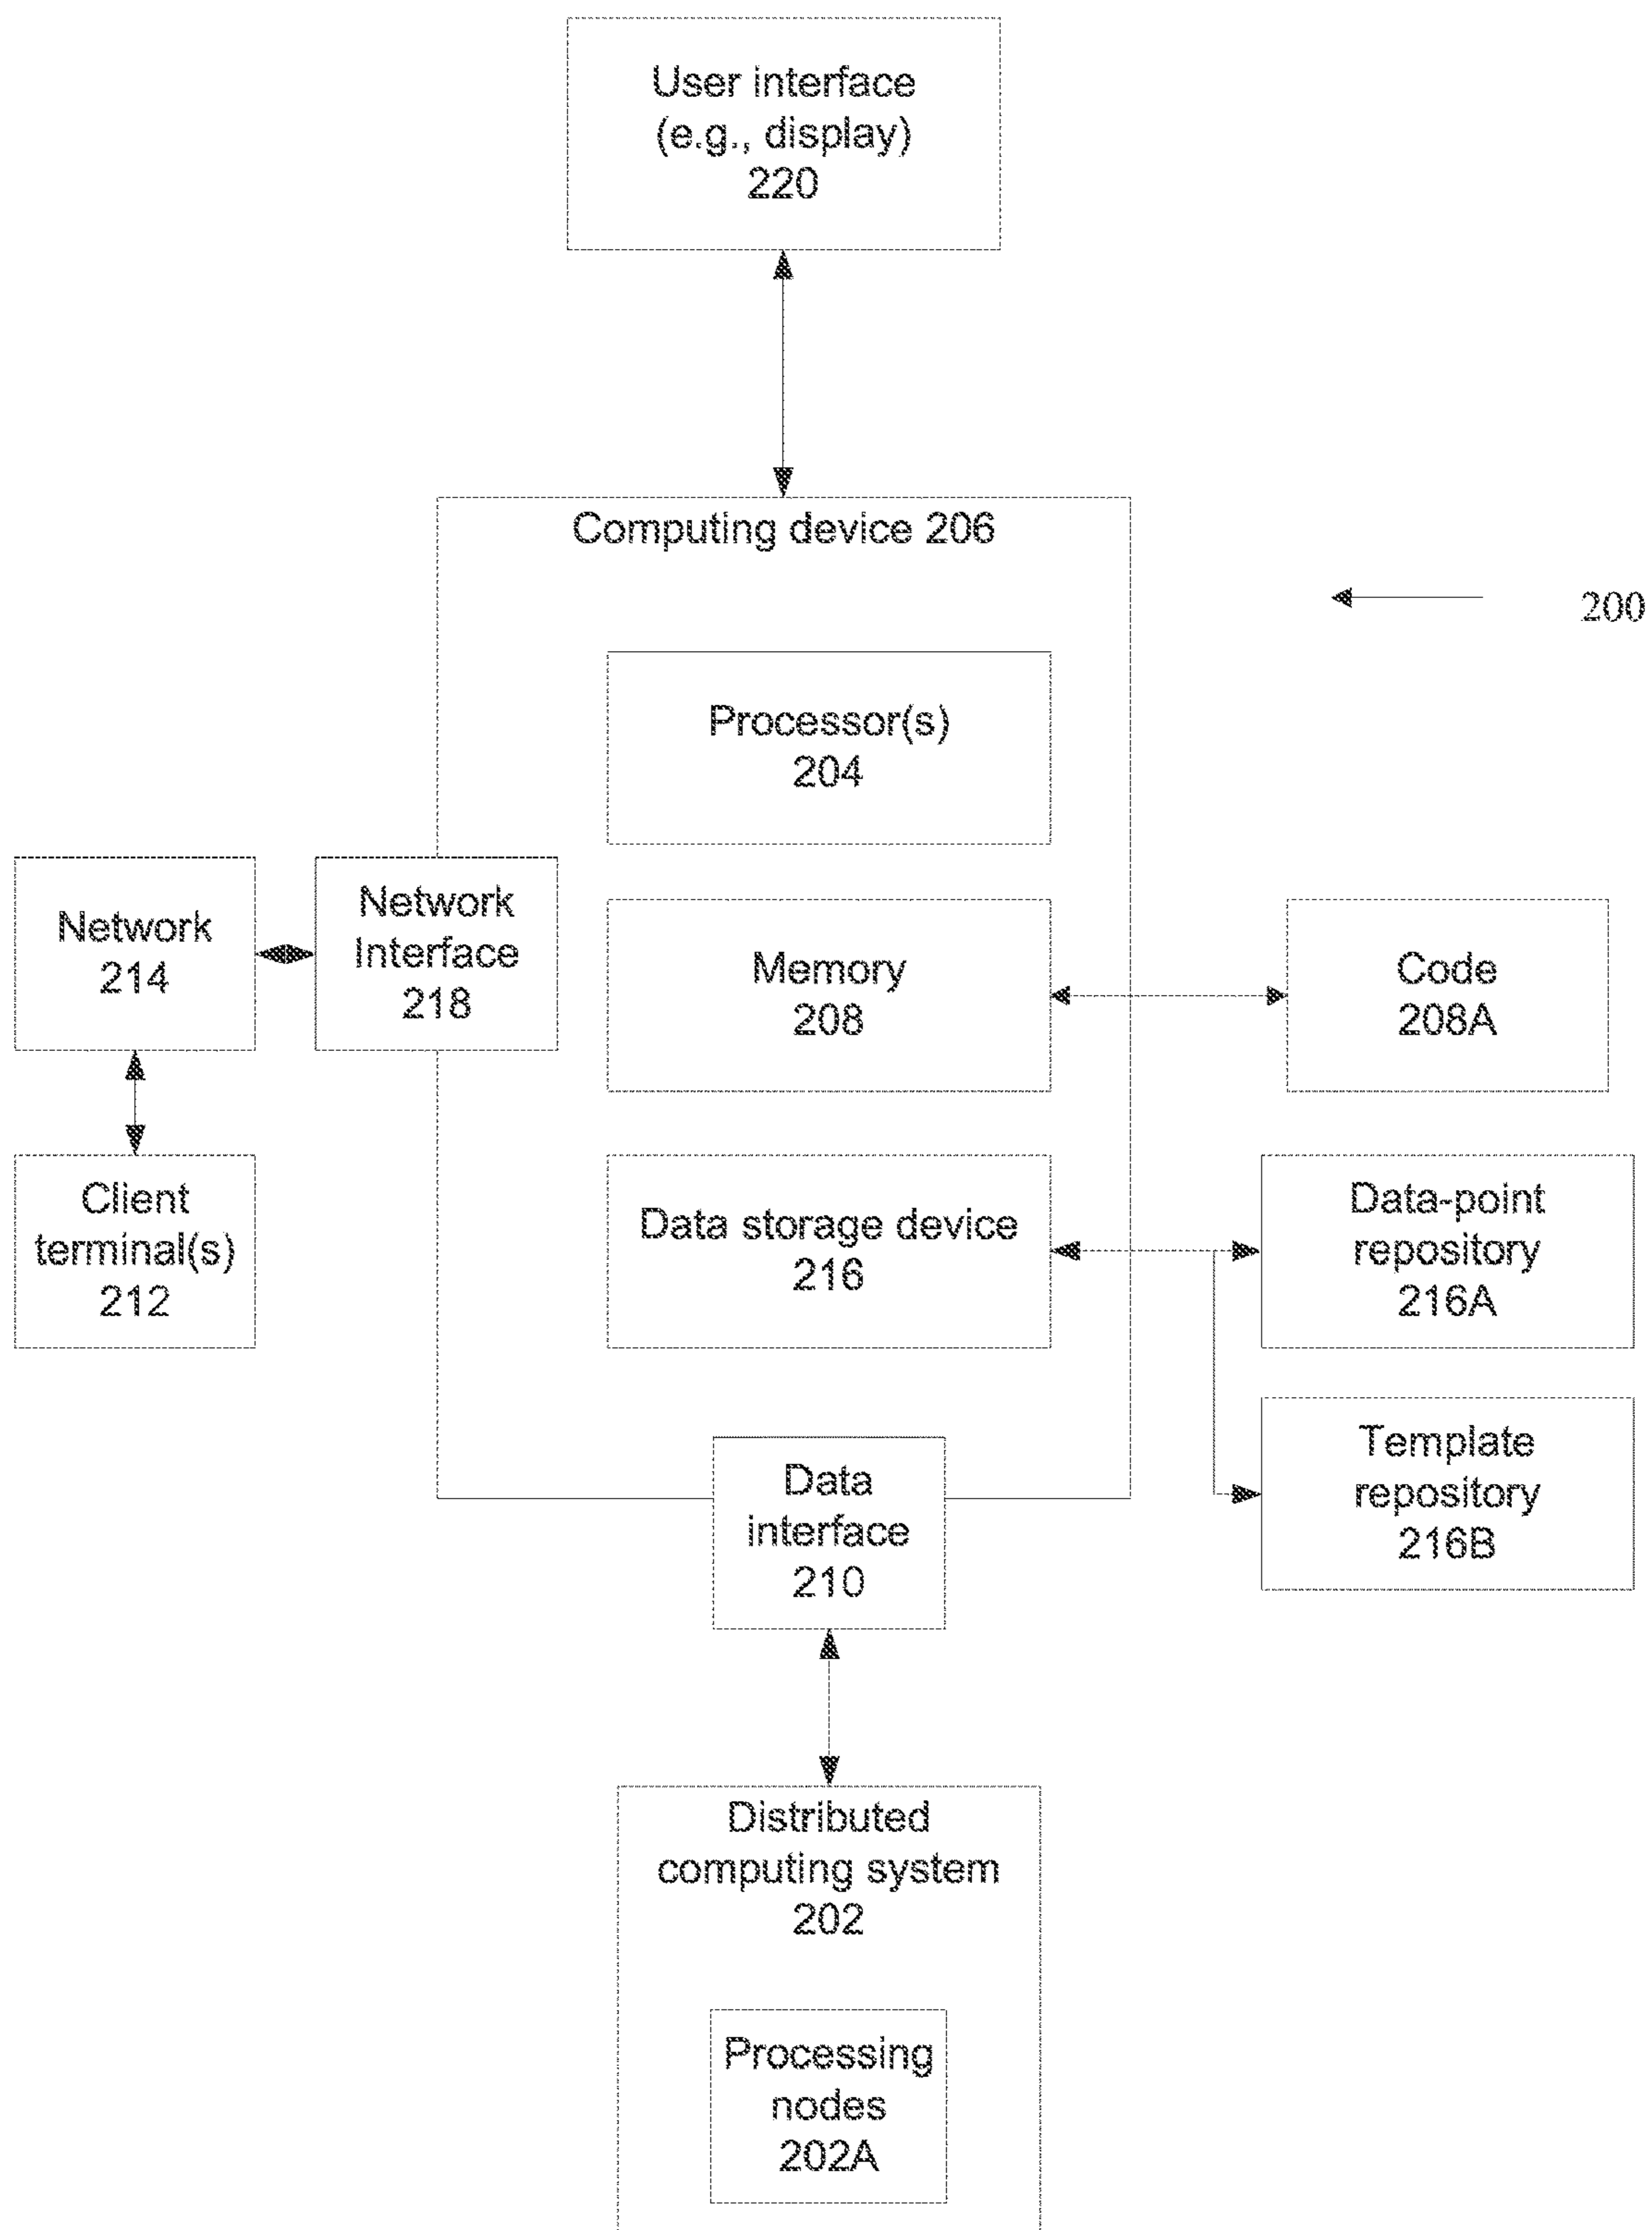 User interface
(e.g., display)
220
Computing device 206
200
Processor(s)
204
Network
214
Network
Interface
218
Memory
208
Code
208A
Client
terminal(s)
212
Data storage device
216
Data-point
repository
216A
Data
interface
210
Template
repository
216B
Distributed
computing system
202
Processing
nodes
202A